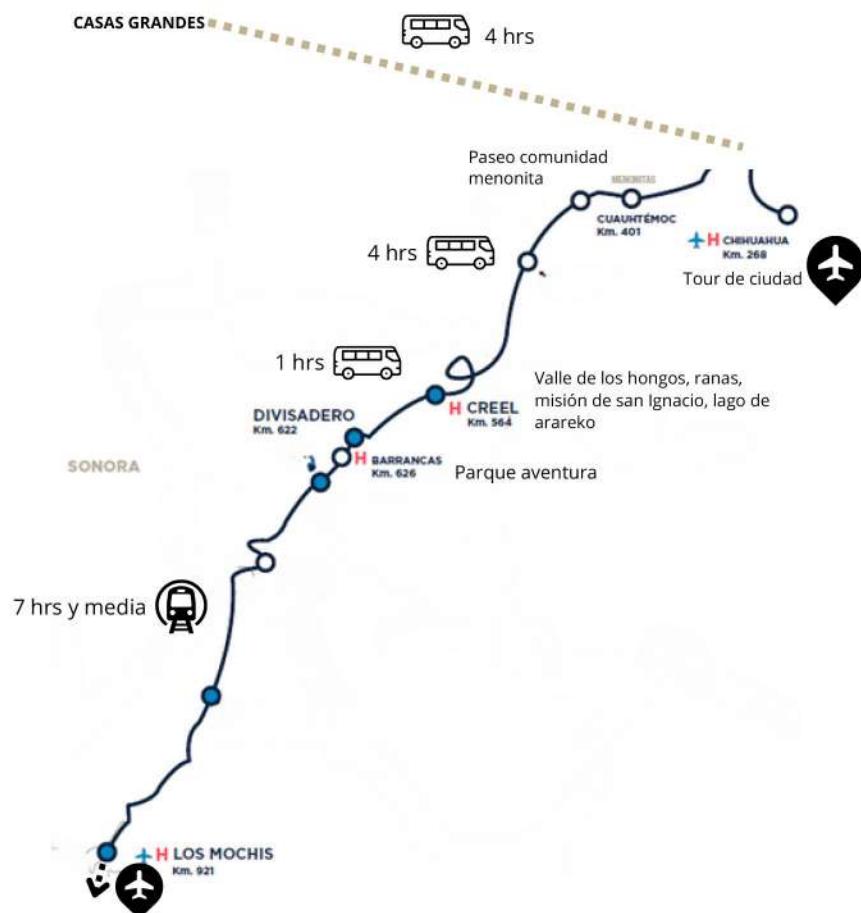 CASAS GRANDES
4 hrs
Paseo comunidad
menonita
MENONITAS
CUAUHTÉMOC
Km. 401
H CHIHUAHUA
Km. 268
Tour de ciudad
4 hrs
1 hrs
Valle de los hongos, ranas,
misión de san Ignacio, lago de
arareko
H CREEL
Km. 564
DIVISADERO
Km. 622
H BARRANCAS
Km. 626
Parque aventura
SONORA
7 hrs y media
H LOS MOCHIS
Km. 921